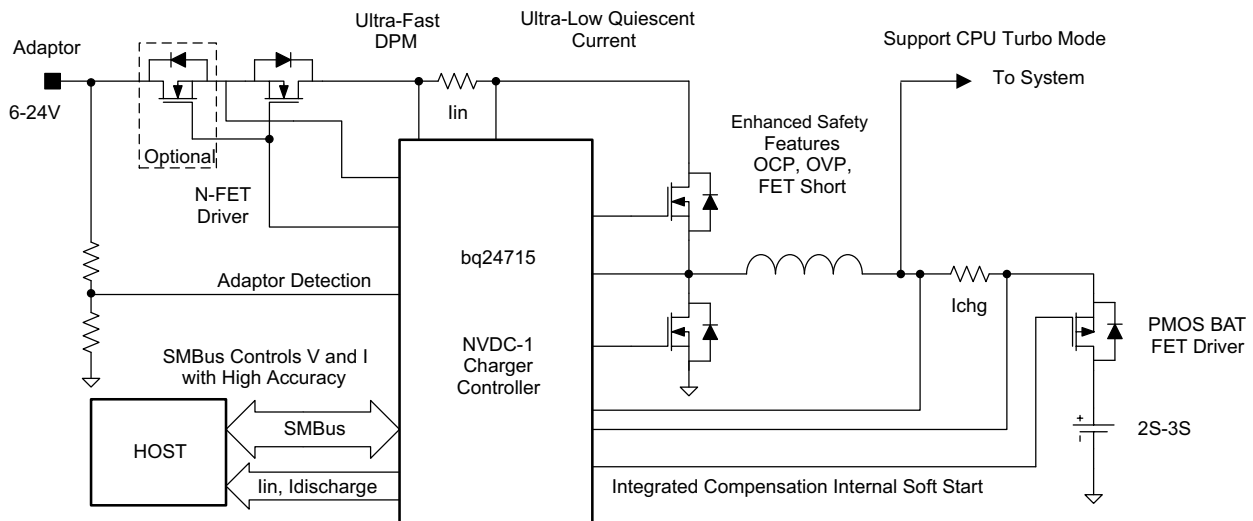 Ultra-Fast
DPM
Ultra-Low Quiescent
Current
Support CPU Turbo Mode
To System
Adaptor
6-24V
Optional
Iin
N-FET
Driver
Enhanced Safety
Features
OCP, OVP,
FET Short
bq24715
Adaptor Detection
Ichg
PMOS BAT
FET Driver
NVDC-1
Charger
Controller
SMBus Controls V and I
with High Accuracy
HOST
SMBus
Iin, Idischarge
+
-
2S-3S
Integrated Compensation Internal Soft Start